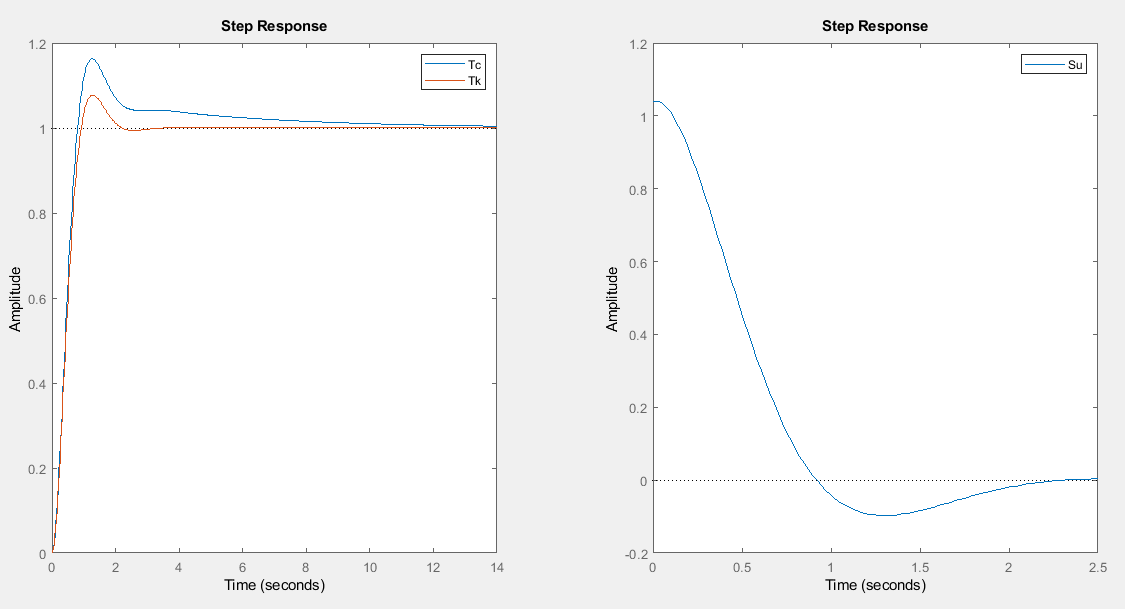 Step Response
Tc
Tk
1.2
1
0.8
0.6
0.4
0.2
0
Amplitude
0 2 4 6 8 10 12 14
Time (seconds)
Step Response
Su
1.2
1
0.8
0.6
0.4
0.2
0
-0.2
Amplitude
0 0.5 1 1.5 2 2.5
Time (seconds)